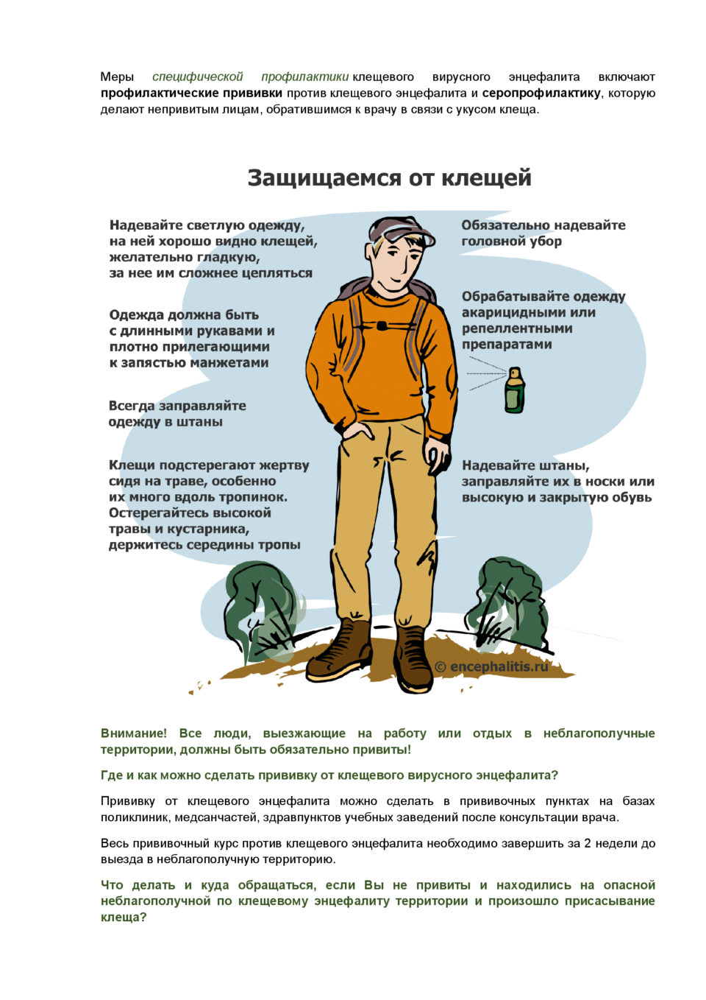 Меры специфической профилактики клещевого вирусного энцефалита включают
профилактические прививки против клещевого энцефалита и серопрофилактику, которую
делают непривитым лицам, обратившимся к врачу в связи с укусом клеща.
Защищаемся от клещей
Надевайте светлую одежду,
на ней хорошо видно клещей,
желательно гладкую,
за нее им сложнее цепляться
Одежда должна быть
с длинными рукавами и
плотно прилегающими
к запястью манжетами
Всегда заправляйте
одежду в штаны
Клещи подстерегают жертву
сидя на траве, особенно
их много вдоль тропинок.
Остерегайтесь высокой
травы и кустарника,
держитесь середины тропы
Обязательно надевайте
головной убор
Обрабатывайте одежду
акарицидными или
репеллентными
препаратами
Надевайте штаны,
заправляйте их в носки или
высокую и закрытую обувь
© encephalitis.ru
Внимание! Все люди, выезжающие на работу или отдых в неблагополучные
территории, должны быть обязательно привиты!
Где и как можно сделать прививку от клещевого вирусного энцефалита?
Прививку от клещевого энцефалита можно сделать в прививочных пунктах на базах
поликлиник, медсанчастей, здравпунктов учебных заведений после консультации врача.
Весь прививочный курс против клещевого энцефалита необходимо завершить за 2 недели до
выезда в неблагополучную территорию.
Что делать и куда обращаться, если Вы не привиты и находились на опасной
неблагополучной по клещевому энцефалиту территории и произошло присасывание
клеща?